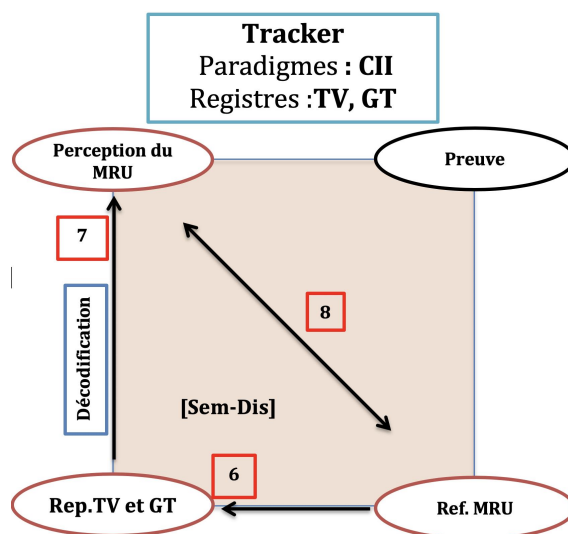 Tracker
Paradigmes : CII
Registres :TV, GT
Perception du
MRU
Preuve
7
8
Décodification
[Sem-Dis]
6
Rep.TV et GT
Ref. MRU